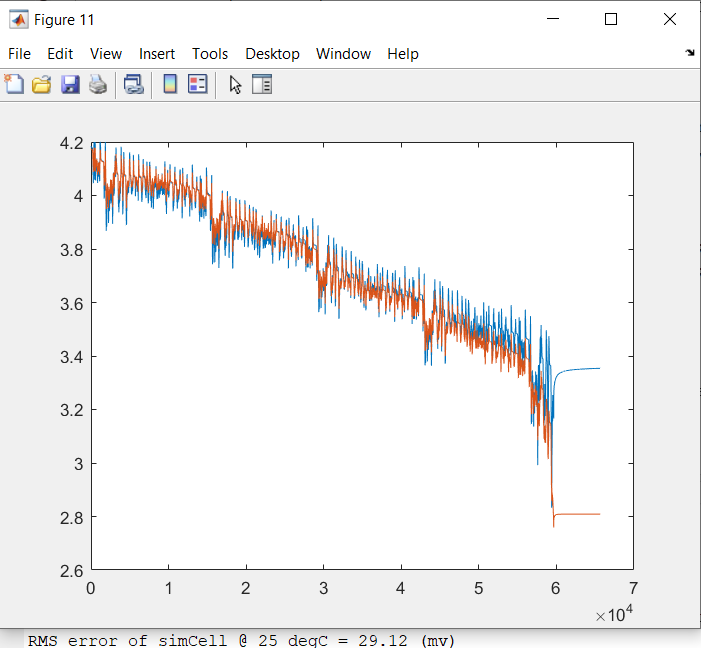 Figure 11
File Edit View Insert Tools Desktop Window Help
4.2
4
3.8
3.6
3.4
3.2
3
2.8
2.6
0 1 2 3 4 5 6 7
×10⁴
RMS error of simCell @ 25 degC = 29.12 (mv)